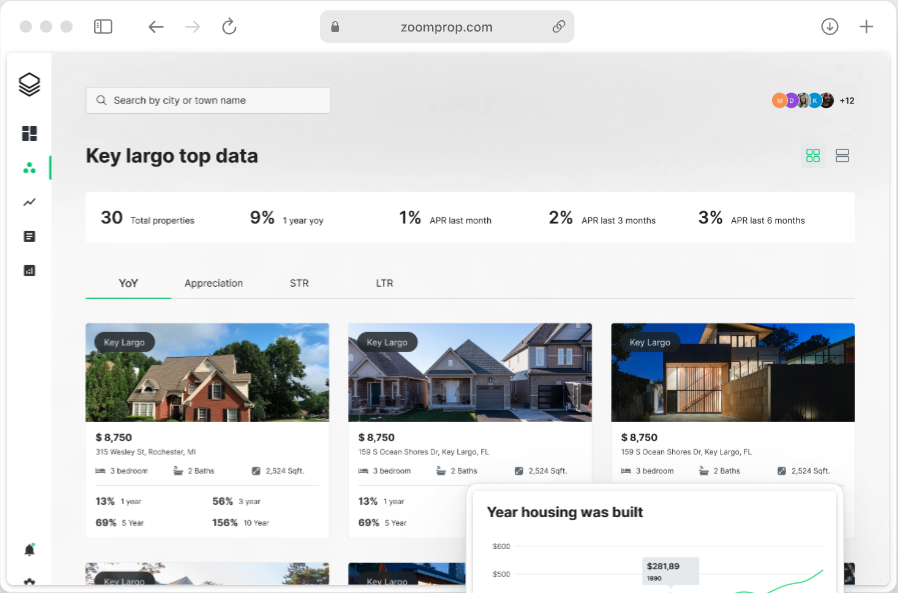 zoomprop.com
Search by city or town name
M D K +12
Key largo top data
30 Total properties 9% 1 year yoy 1% APR last month 2% APR last 3 months 3% APR last 6 months
YoY Appreciation STR LTR
Key Largo Key Largo Key Largo
$ 8,750 $ 8,750 $ 8,750
315 Wesley St, Rochester, MI 159 S Ocean Shores Dr, Key Largo, FL 159 S Ocean Shores Dr, Key Largo, FL
3 bedroom 2 Baths 2,524 Sqft. 3 bedroom 2 Baths 2,524 Sqft. 3 bedroom 2 Baths 2,524 Sqft.
13% 1 year 56% 3 year 13% 1 year
69% 5 Year 156% 10 Year 69% 5 Year
Key Largo Key Largo
Year housing was built
$600
$500
$281,89
1990